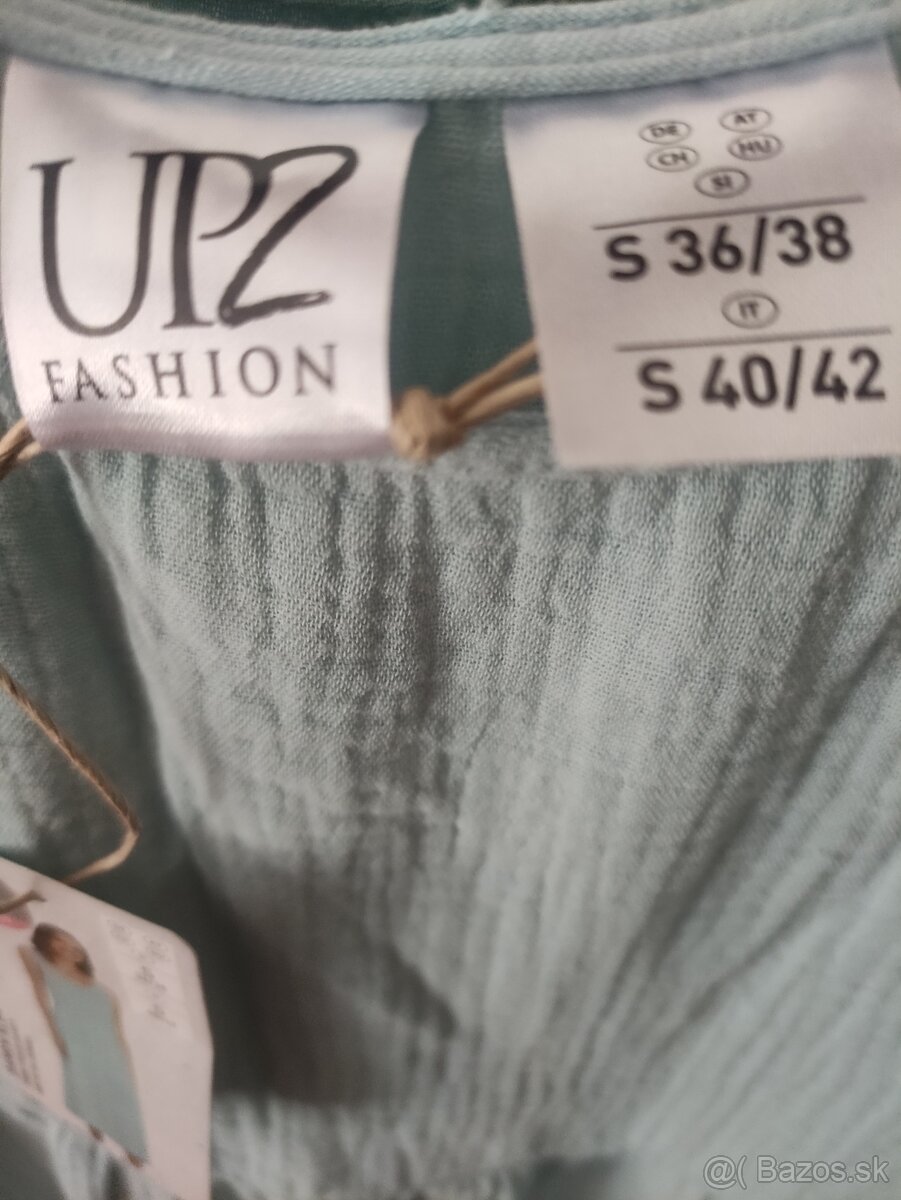 UPZ
FASHION
DE AT
CH HU
SI
S 36/38
IT
S 40/42
@( Bazos.sk